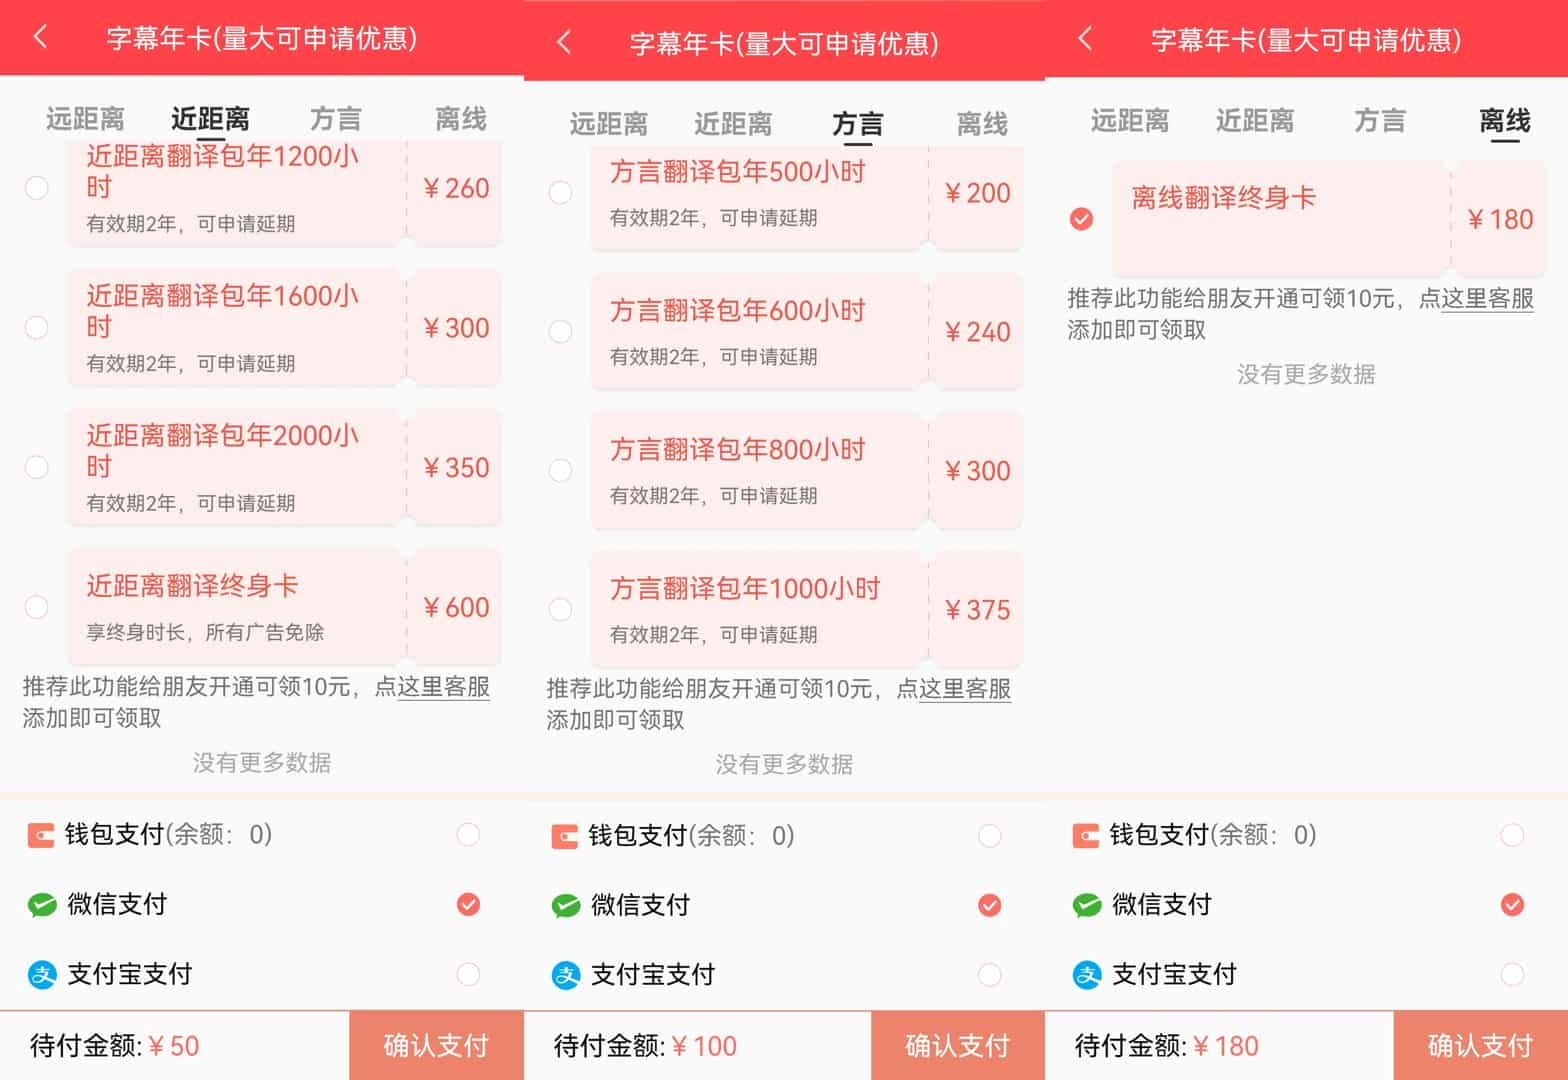 字幕年卡(量大可申请优惠)
远距离 近距离 方言 离线
近距离翻译包年1200小
时
有效期2年，可申请延期
￥260
近距离翻译包年1600小
时
有效期2年，可申请延期
￥300
近距离翻译包年2000小
时
有效期2年，可申请延期
￥350
近距离翻译终身卡
享终身时长，所有广告免除
￥600
推荐此功能给朋友开通可领10元，点这里客服
添加即可领取
没有更多数据
钱包支付(余额：0)
微信支付
支付宝支付
待付金额:￥50 确认支付
字幕年卡(量大可申请优惠)
远距离 近距离 方言 离线
方言翻译包年500小时
有效期2年，可申请延期
￥200
方言翻译包年600小时
有效期2年，可申请延期
￥240
方言翻译包年800小时
有效期2年，可申请延期
￥300
方言翻译包年1000小时
有效期2年，可申请延期
￥375
推荐此功能给朋友开通可领10元，点这里客服
添加即可领取
没有更多数据
钱包支付(余额：0)
微信支付
支付宝支付
待付金额:￥100 确认支付
字幕年卡(量大可申请优惠)
远距离 近距离 方言 离线
离线翻译终身卡
￥180
推荐此功能给朋友开通可领10元，点这里客服
添加即可领取
没有更多数据
钱包支付(余额：0)
微信支付
支付宝支付
待付金额:￥180 确认支付